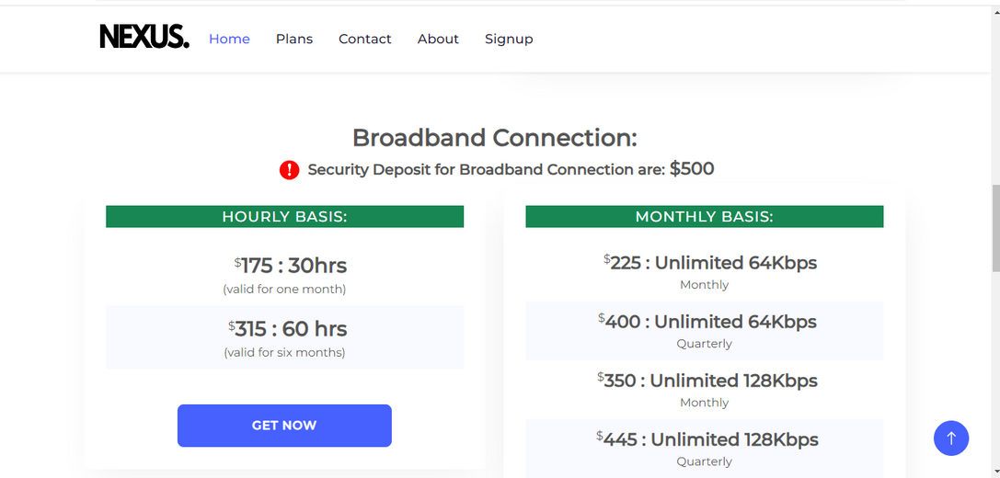 NEXUS.
Home Plans Contact About Signup
Broadband Connection:
Security Deposit for Broadband Connection are: $500
HOURLY BASIS:
$175 : 30hrs
(valid for one month)
$315 : 60 hrs
(valid for six months)
GET NOW
MONTHLY BASIS:
$225 : Unlimited 64Kbps
Monthly
$400 : Unlimited 64Kbps
Quarterly
$350 : Unlimited 128Kbps
Monthly
$445 : Unlimited 128Kbps
Quarterly